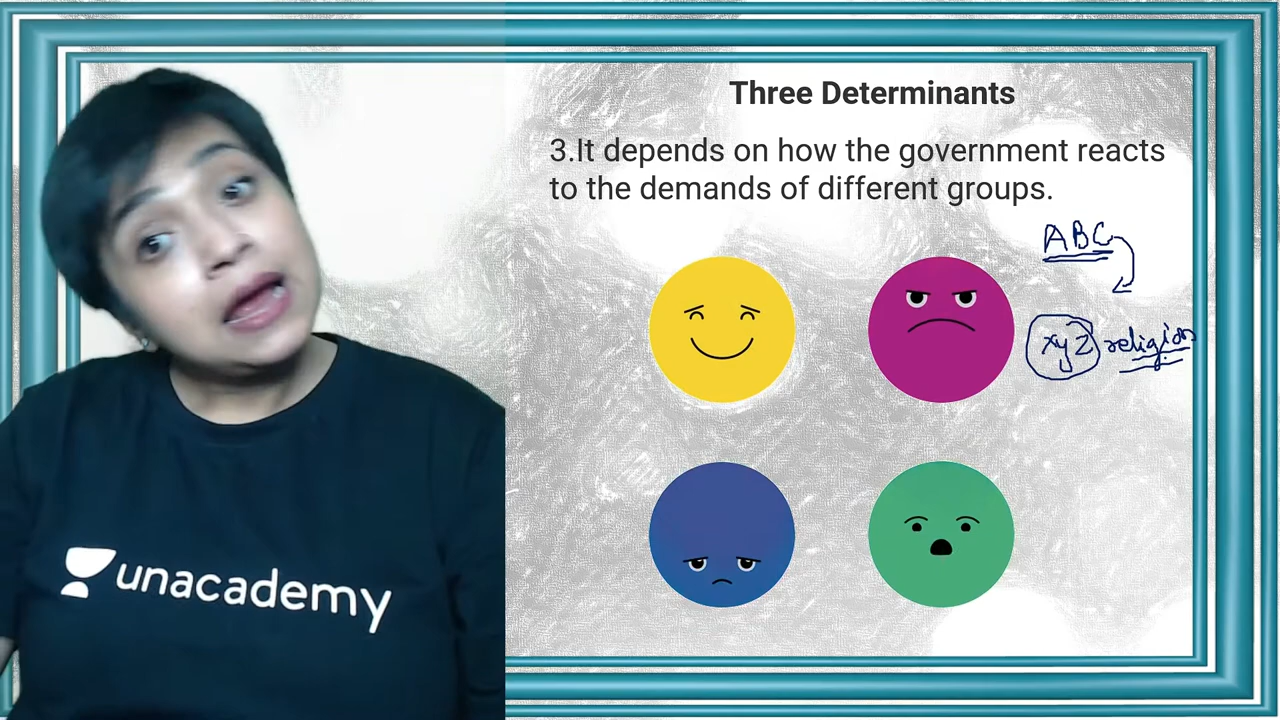 Three Determinants
3.It depends on how the government reacts
to the demands of different groups.
ABC
xyz religion
unacademy